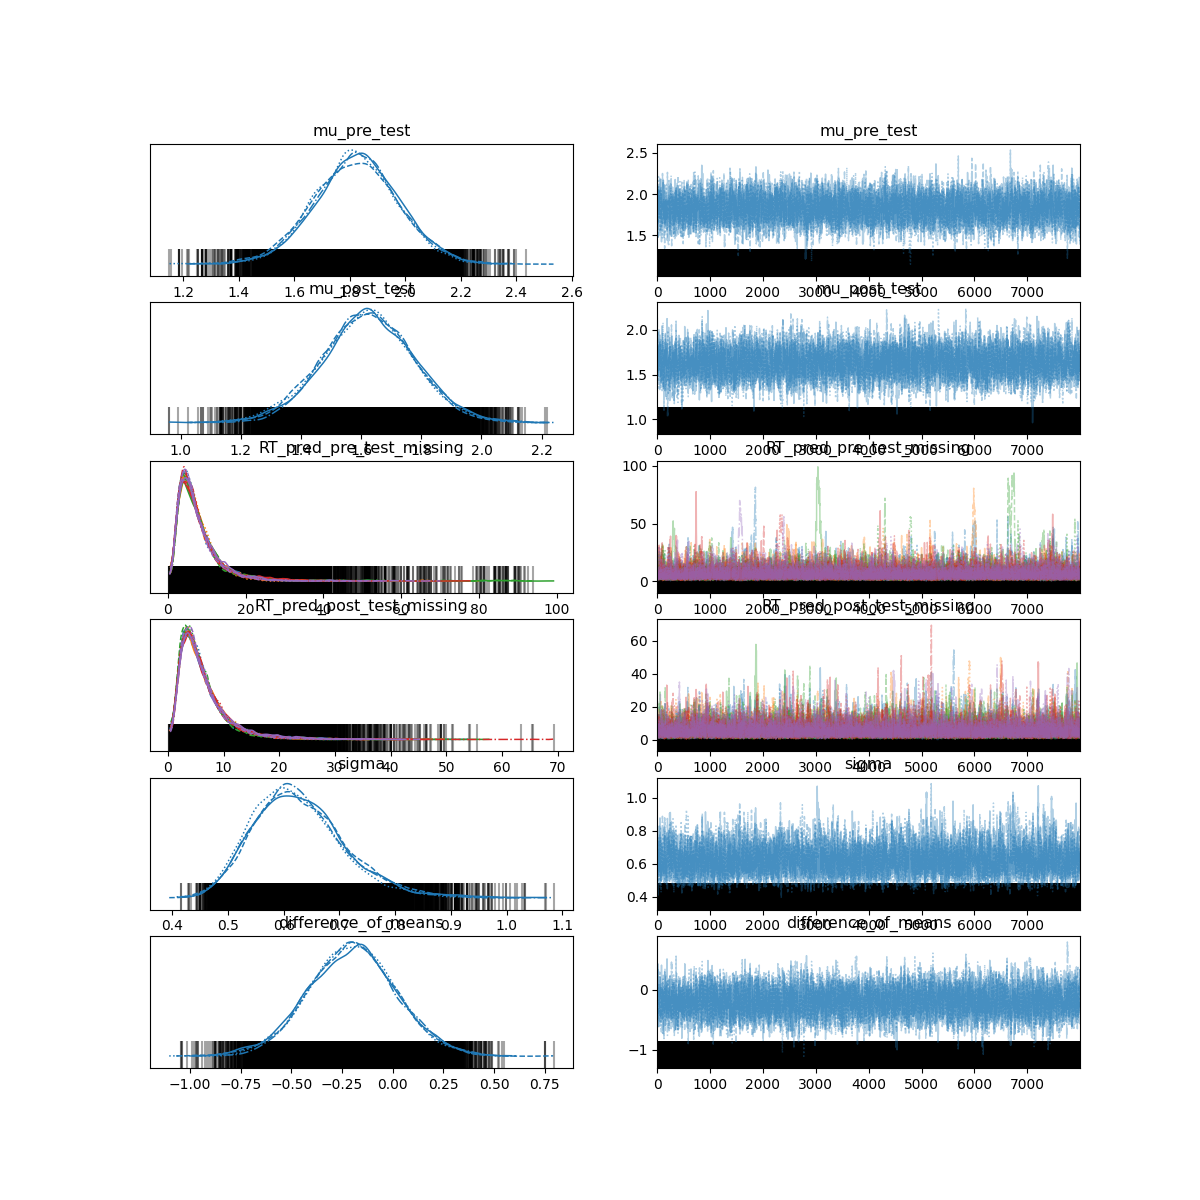 mu_pre_test
mu_pre_test
2.5
2.0
1.5
1.2 1.4 1.6 1.8 2.0 2.2 2.4 2.6
0 1000 2000 3000 4000 5000 6000 7000
mu_post_test
mu_post_test
2.0
1.5
1.0
1.0 1.2 1.4 1.6 1.8 2.0 2.2
0 1000 2000 3000 4000 5000 6000 7000
RT_pred_pre_test_missing
RT_pred_pre_test_missing
100
50
0
0 20 40 60 80 100
0 1000 2000 3000 4000 5000 6000 7000
RT_pred_post_test_missing
RT_pred_post_test_missing
60
40
20
0
0 10 20 30 40 50 60 70
0 1000 2000 3000 4000 5000 6000 7000
sigma
sigma
1.0
0.8
0.6
0.4
0.4 0.5 0.6 0.7 0.8 0.9 1.0 1.1
0 1000 2000 3000 4000 5000 6000 7000
difference_of_means
difference_of_means
0
−1
−1.00 −0.75 −0.50 −0.25 0.00 0.25 0.50 0.75
0 1000 2000 3000 4000 5000 6000 7000